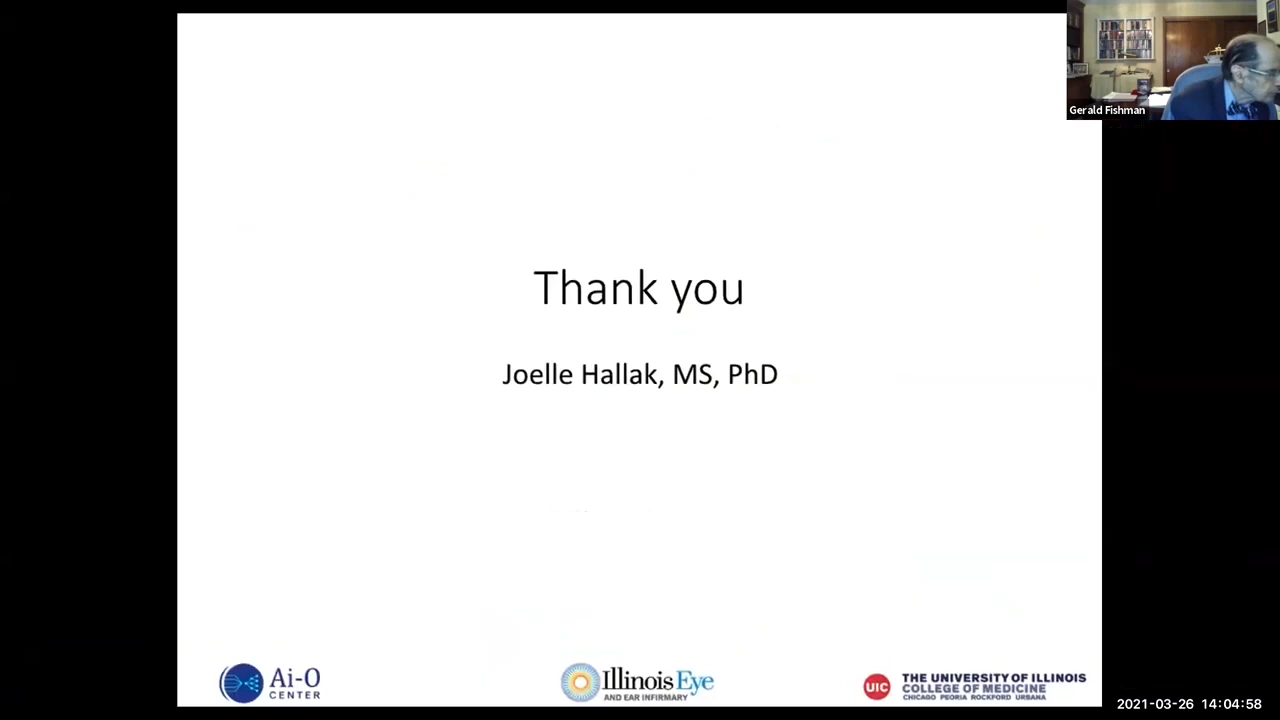 Gerald Fishman
Thank you
Joelle Hallak, MS, PhD
Ai-O
CENTER
Illinois Eye
AND EAR INFIRMARY
UIC
THE UNIVERSITY OF ILLINOIS
COLLEGE OF MEDICINE
CHICAGO PEORIA ROCKFORD URBANA
2021-03-26 14:04:58